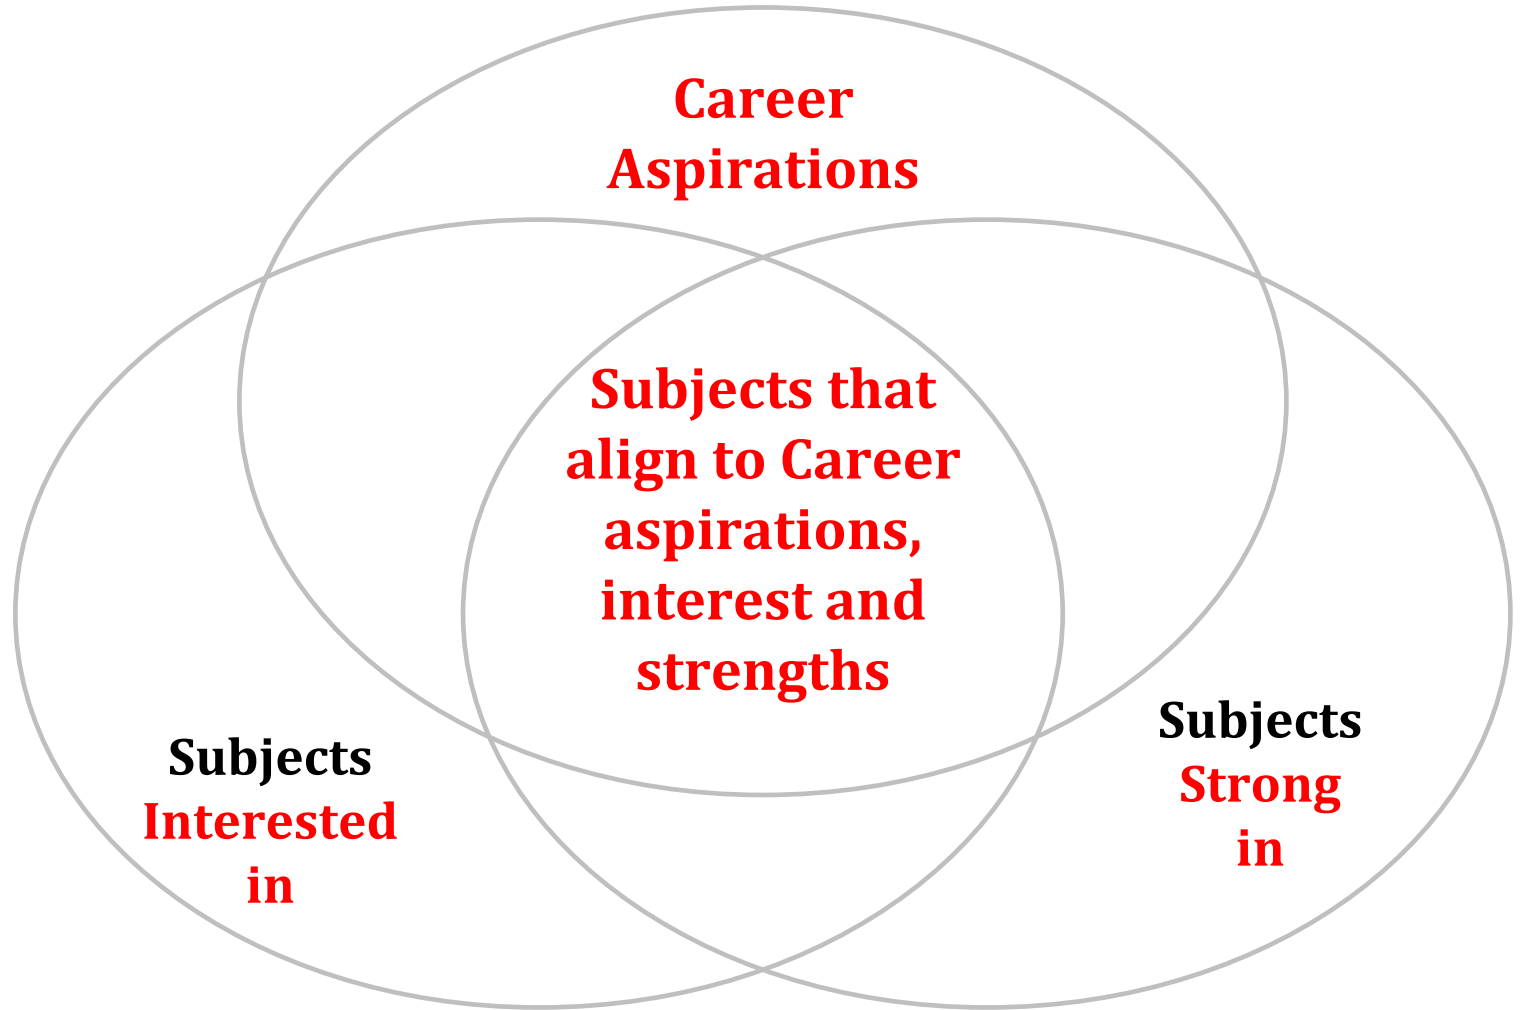 Career
Aspirations
Subjects that
align to Career
aspirations,
interest and
strengths
Subjects
Interested
in
Subjects
Strong
in